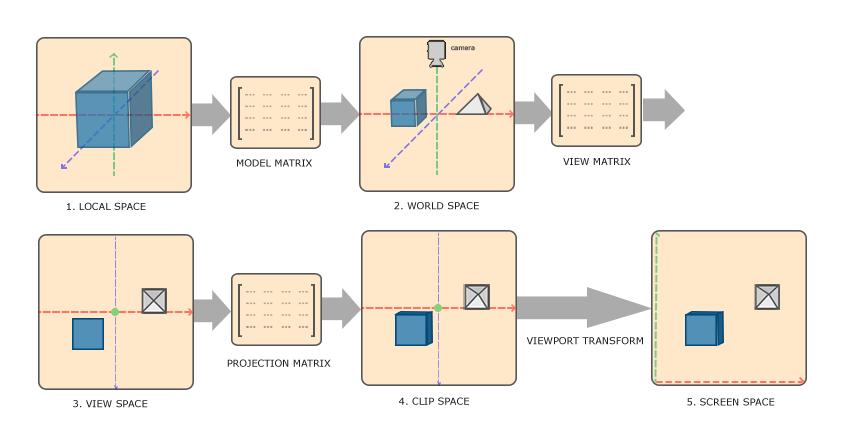 camera
MODEL MATRIX
VIEW MATRIX
1. LOCAL SPACE
2. WORLD SPACE
VIEWPORT TRANSFORM
PROJECTION MATRIX
3. VIEW SPACE
4. CLIP SPACE
5. SCREEN SPACE